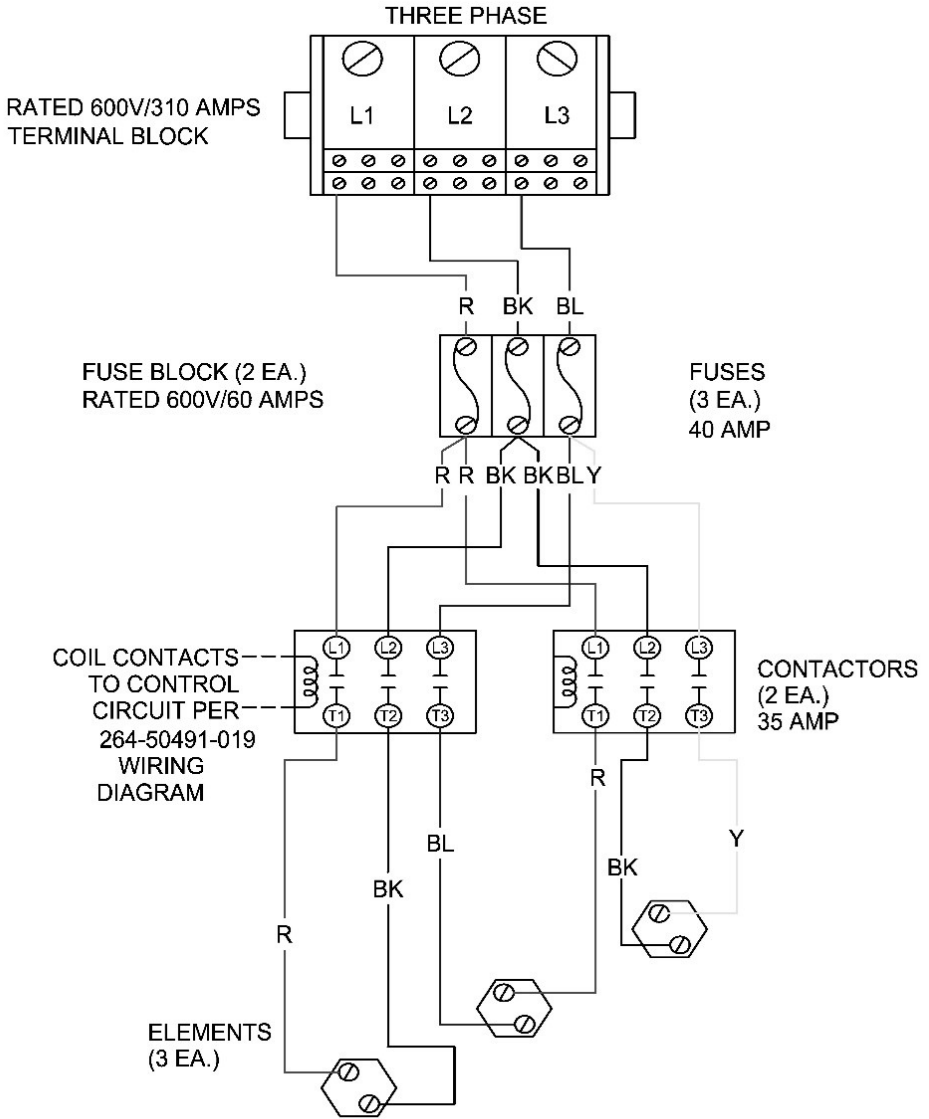 THREE PHASE
RATED 600V/310 AMPS
TERMINAL BLOCK
L1 L2 L3
R BK BL
FUSE BLOCK (2 EA.)
RATED 600V/60 AMPS
FUSES
(3 EA.)
40 AMP
R R BK BK BL Y
COIL CONTACTS
TO CONTROL
CIRCUIT PER
264-50491-019
WIRING
DIAGRAM
L1 L2 L3
T1 T2 T3
L1 L2 L3
T1 T2 T3
CONTACTORS
(2 EA.)
35 AMP
R
Y
BL
BK
BK
R
ELEMENTS
(3 EA.)